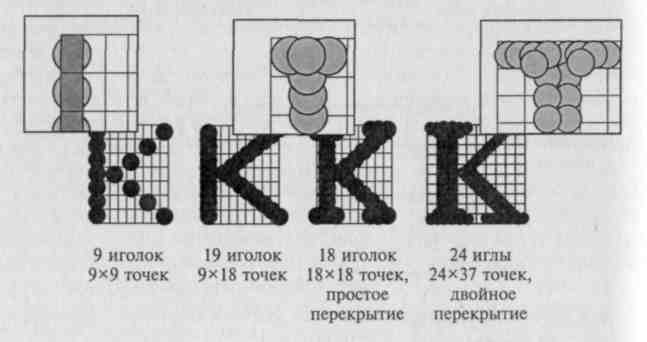 9 иголок
9×9 точек
19 иголок
9×18 точек
18 иголок
18×18 точек,
простое
перекрытие
24 иглы
24×37 точек,
двойное
перекрытие